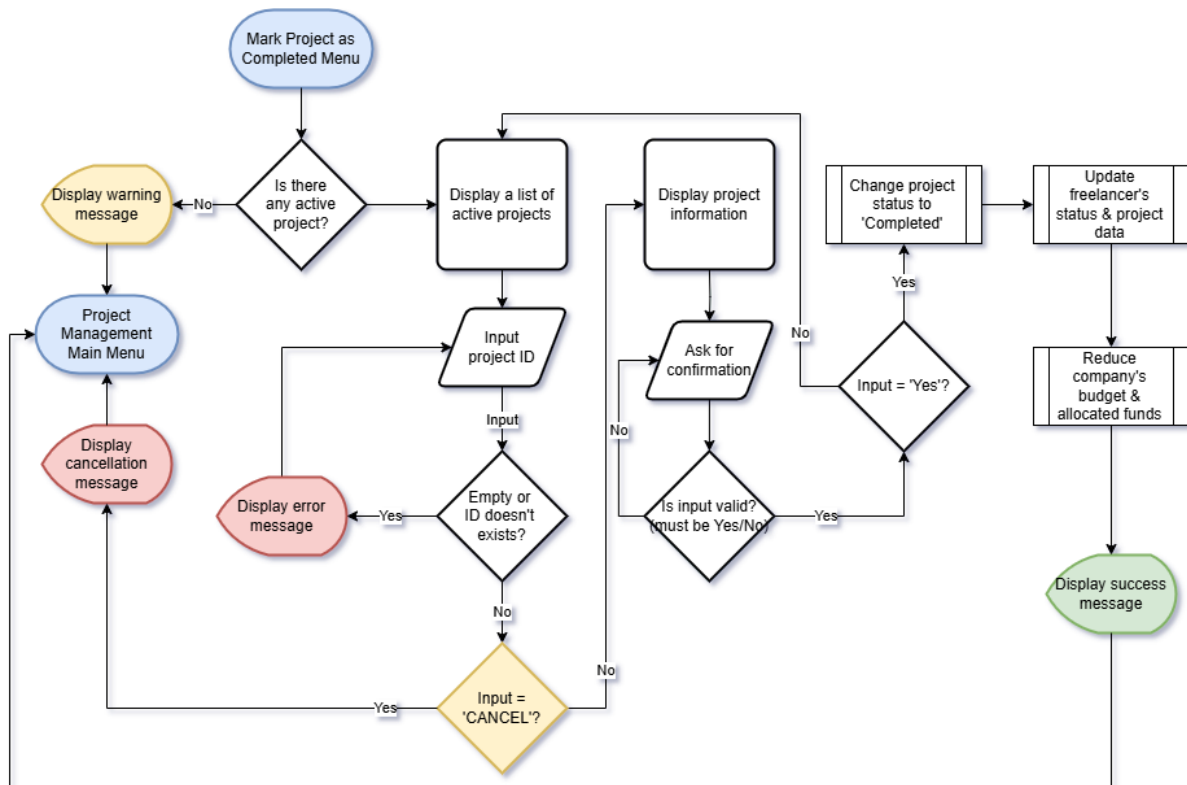 Mark Project as
Completed Menu
Is there
any active
project?
No
Display warning
message
Project
Management
Main Menu
Display a list of
active projects
Input
project ID
Input
Empty or
ID doesn't
exists?
Yes
Display error
message
No
Input =
'CANCEL'?
Yes
Display
cancellation
message
No
Display project
information
Ask for
confirmation
Is input valid?
(must be Yes/No)
No
Yes
Input = 'Yes'?
No
Yes
Change project
status to
'Completed'
Update
freelancer's
status & project
data
Reduce
company's
budget &
allocated funds
Display success
message